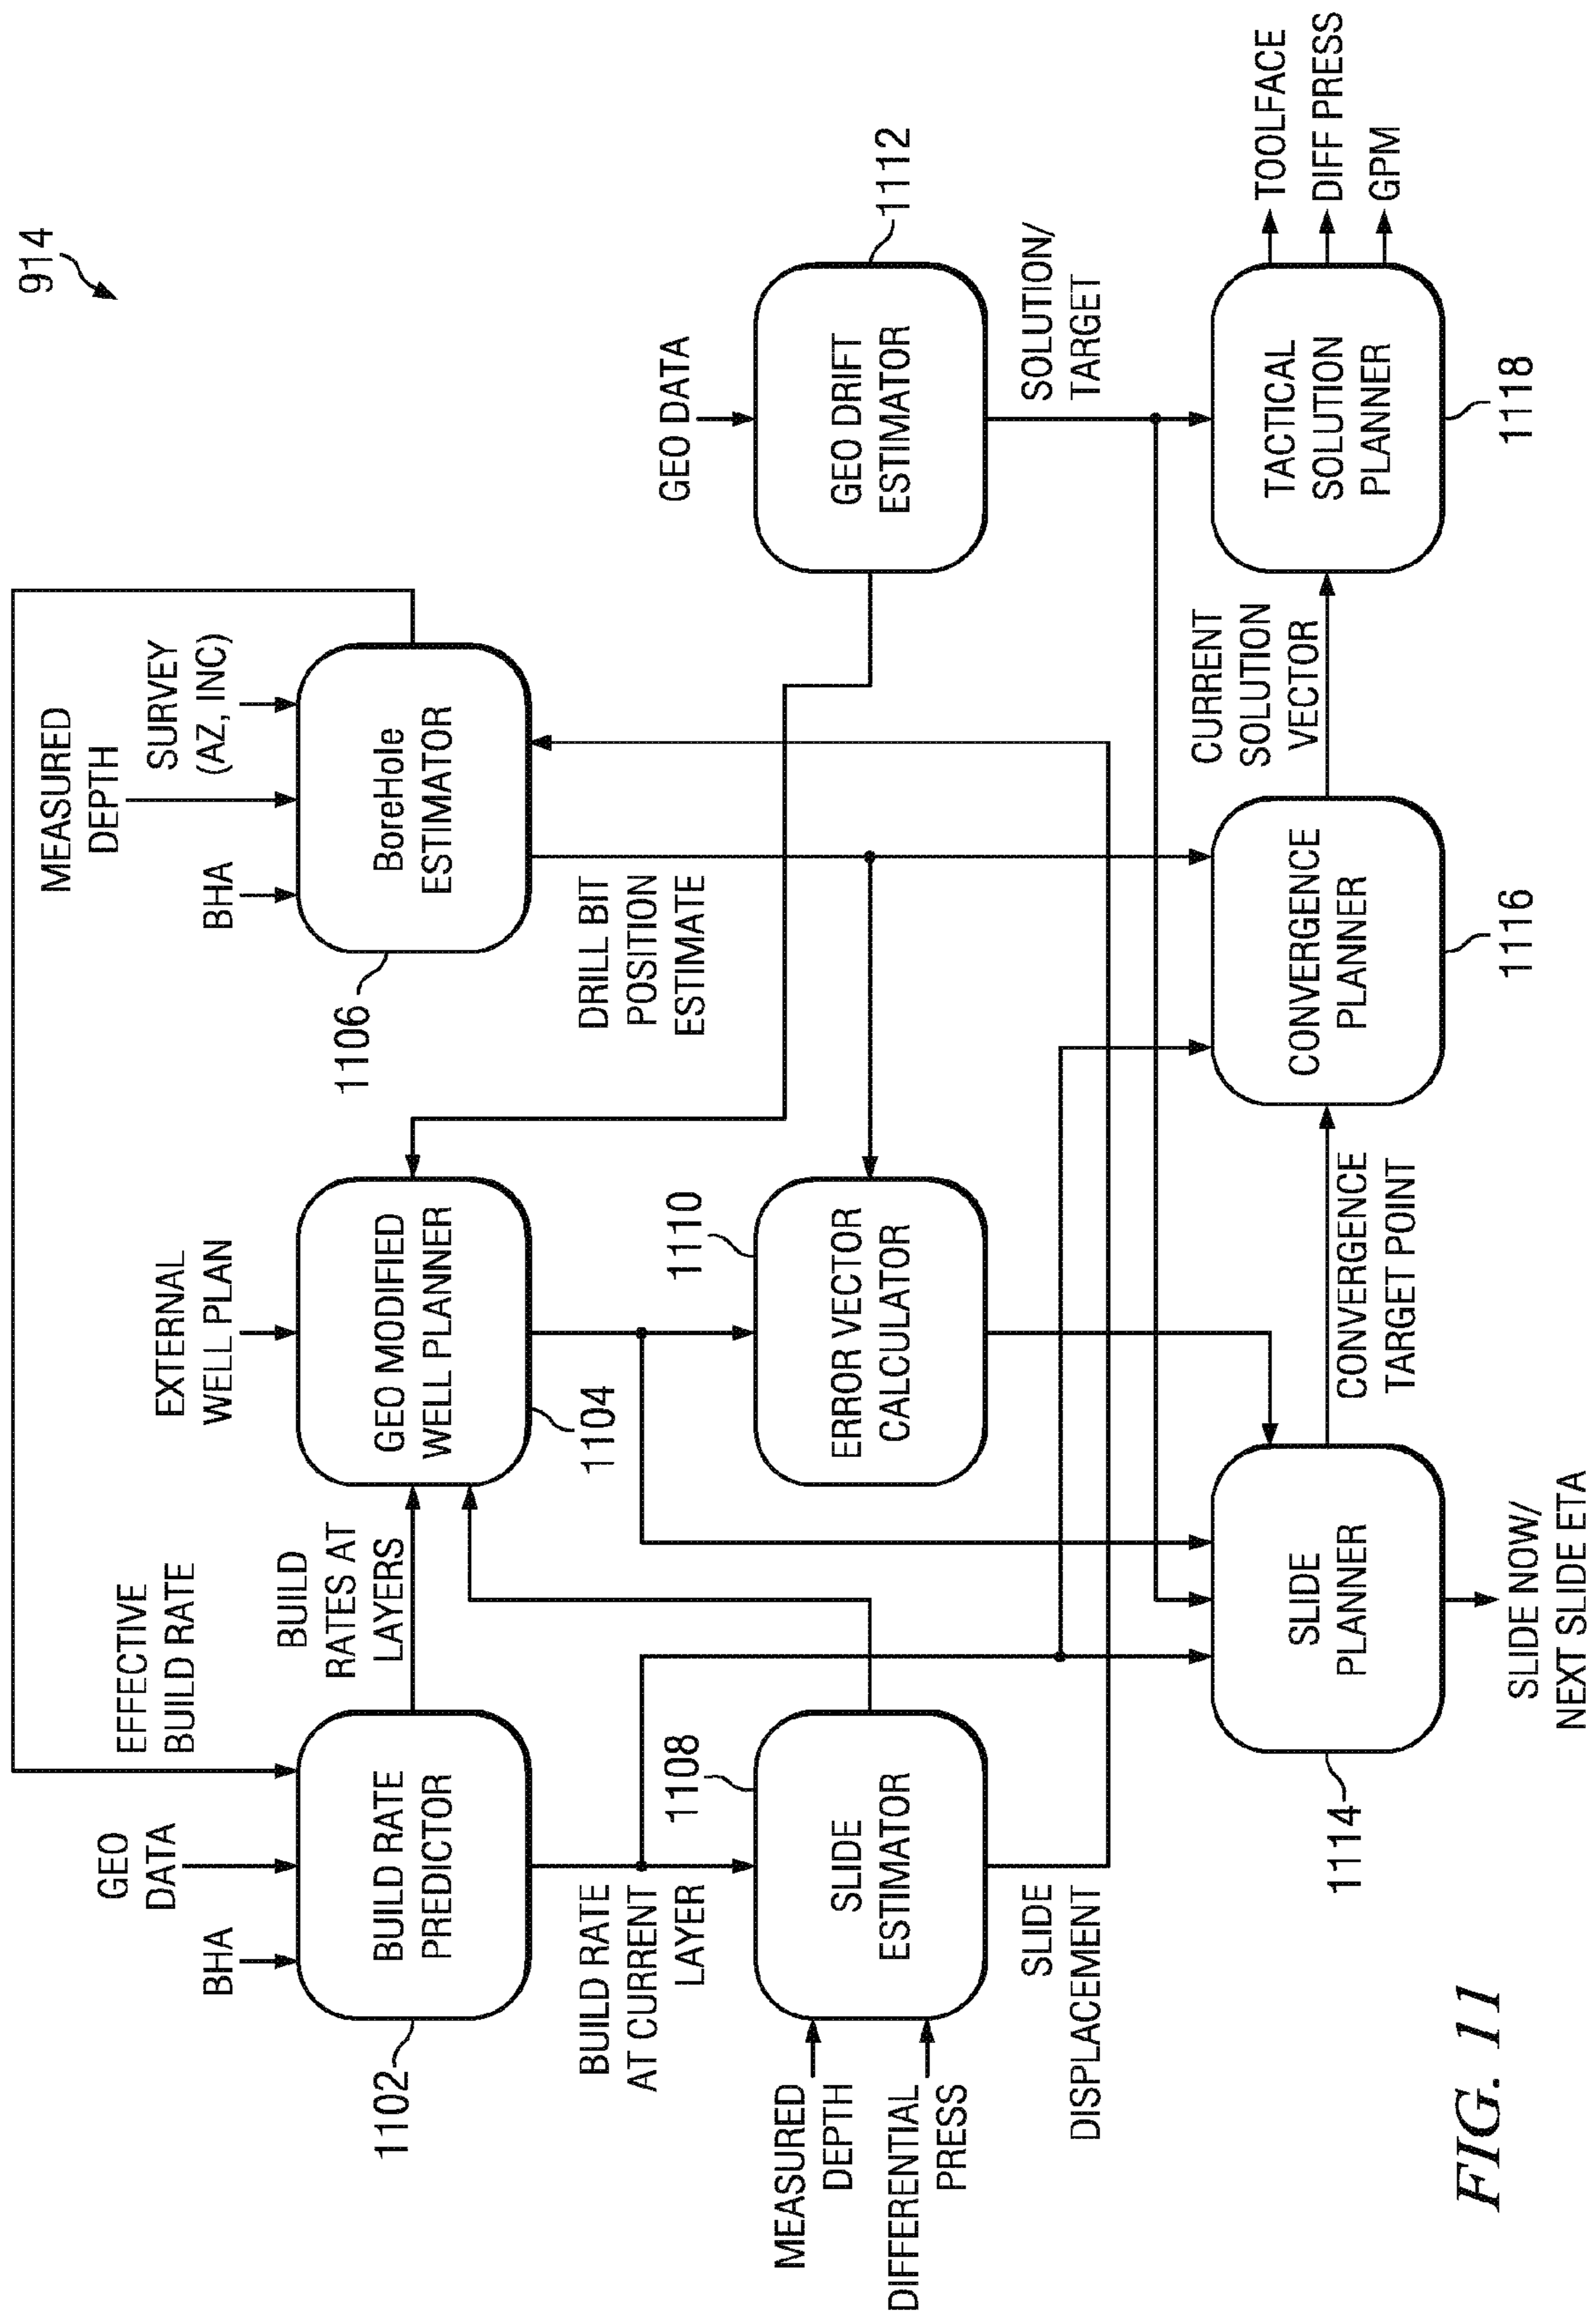 914
MEASURED
DEPTH
BHA
SURVEY
(AZ, INC)
EFFECTIVE
BUILD RATE
GEO
DATA
BHA
EXTERNAL
WELL PLAN
BUILD RATE
PREDICTOR
1102
BUILD
RATES AT
LAYERS
GEO MODIFIED
WELL PLANNER
1104
BoreHole
ESTIMATOR
1106
BUILD RATE
AT CURRENT
LAYER
DRILL BIT
POSITION
ESTIMATE
GEO DATA
MEASURED
DEPTH
DIFFERENTIAL
PRESS
SLIDE
ESTIMATOR
1108
ERROR VECTOR
CALCULATOR
1110
GEO DRIFT
ESTIMATOR
1112
SLIDE
DISPLACEMENT
SOLUTION/
TARGET
SLIDE
PLANNER
1114
CONVERGENCE
TARGET POINT
CONVERGENCE
PLANNER
1116
CURRENT
SOLUTION
VECTOR
TACTICAL
SOLUTION
PLANNER
1118
TOOLFACE
DIFF PRESS
GPM
SLIDE NOW/
NEXT SLIDE ETA
FIG. 11